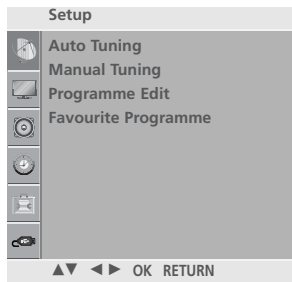 Setup
Auto Tuning
Manual Tuning
Programme Edit
Favourite Programme
▲▼ ◄► OK RETURN